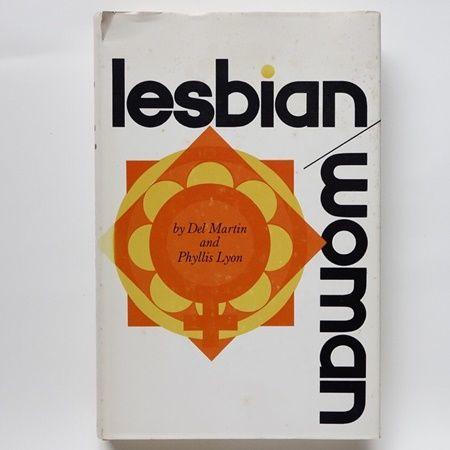 lesbian/
woman
by Del Martin
and
Phyllis Lyon